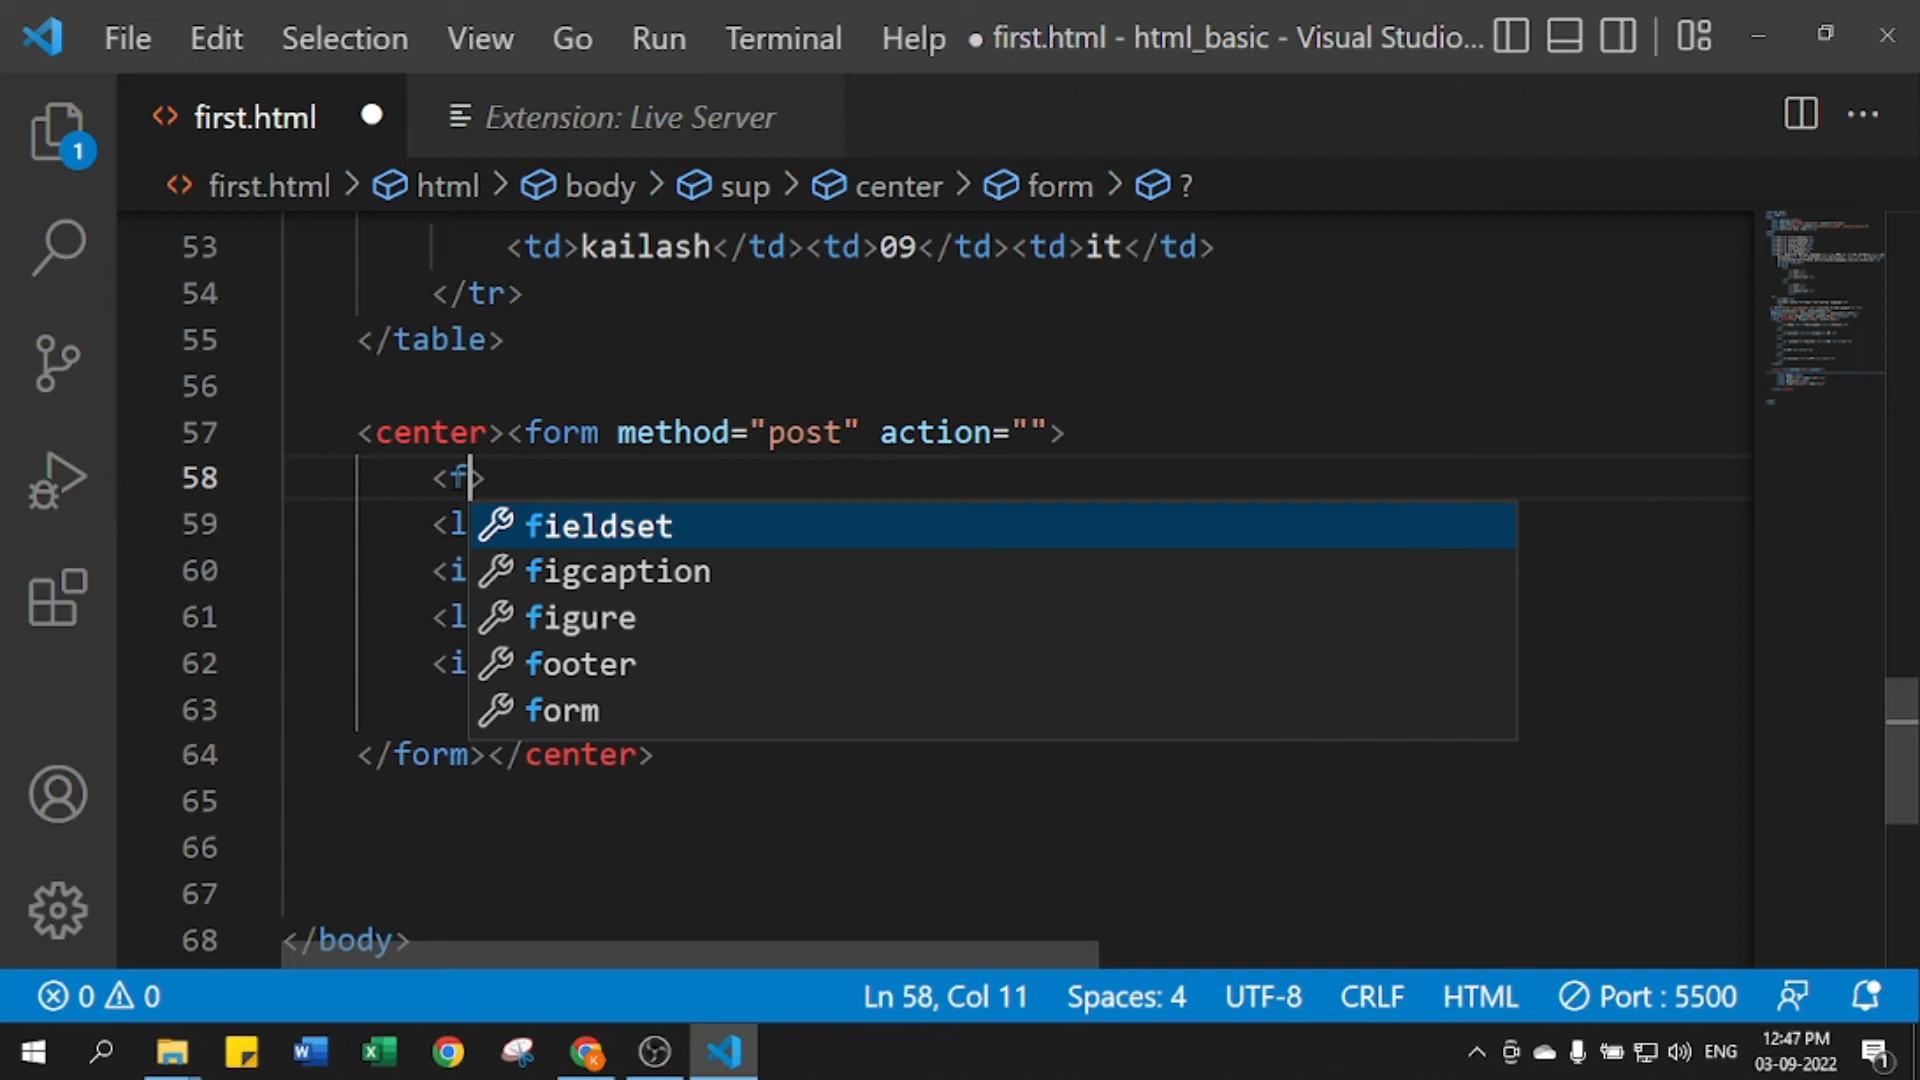 File Edit Selection View Go Run Terminal Help ● first.html - html_basic - Visual Studio...
first.html ● Extension: Live Server
1
first.html > html > body > sup > center > form > ?
53 <td>kailash</td><td>09</td><td>it</td>
54 </tr>
55 </table>
56
57 <center><form method="post" action="">
58 <f>
59 <l
fieldset
60 <i
figcaption
61 <l
figure
62 <i
footer
63
form
64 </form></center>
65
66
67
68 </body>
0 0 Ln 58, Col 11 Spaces: 4 UTF-8 CRLF HTML Port : 5500
ENG 12:47 PM
03-09-2022
1